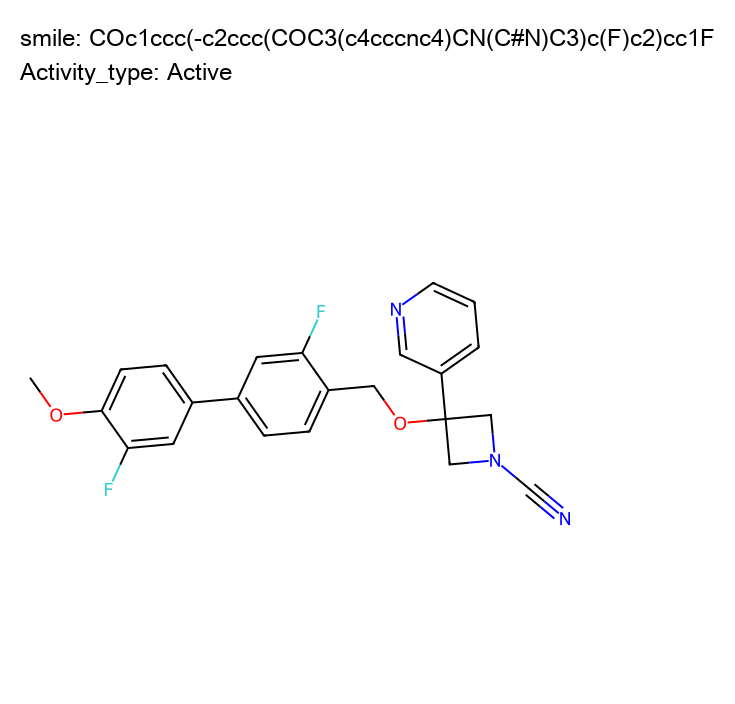 smile: COc1ccc(-c2ccc(COC3(c4cccnc4)CN(C#N)C3)c(F)c2)cc1F
Activity_type: Active
F
N
O
O
N
F
N